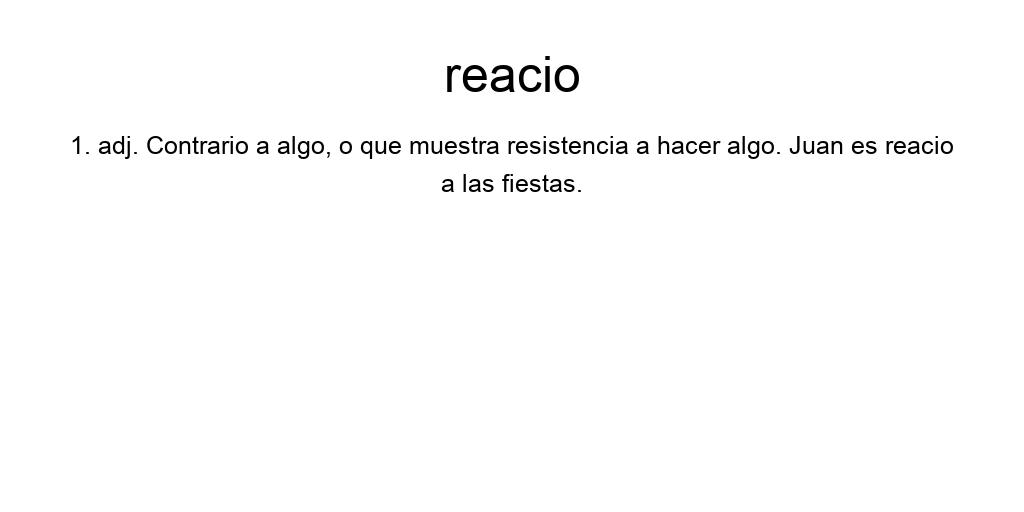 reacio
1. adj. Contrario a algo, o que muestra resistencia a hacer algo. Juan es reacio
a las fiestas.